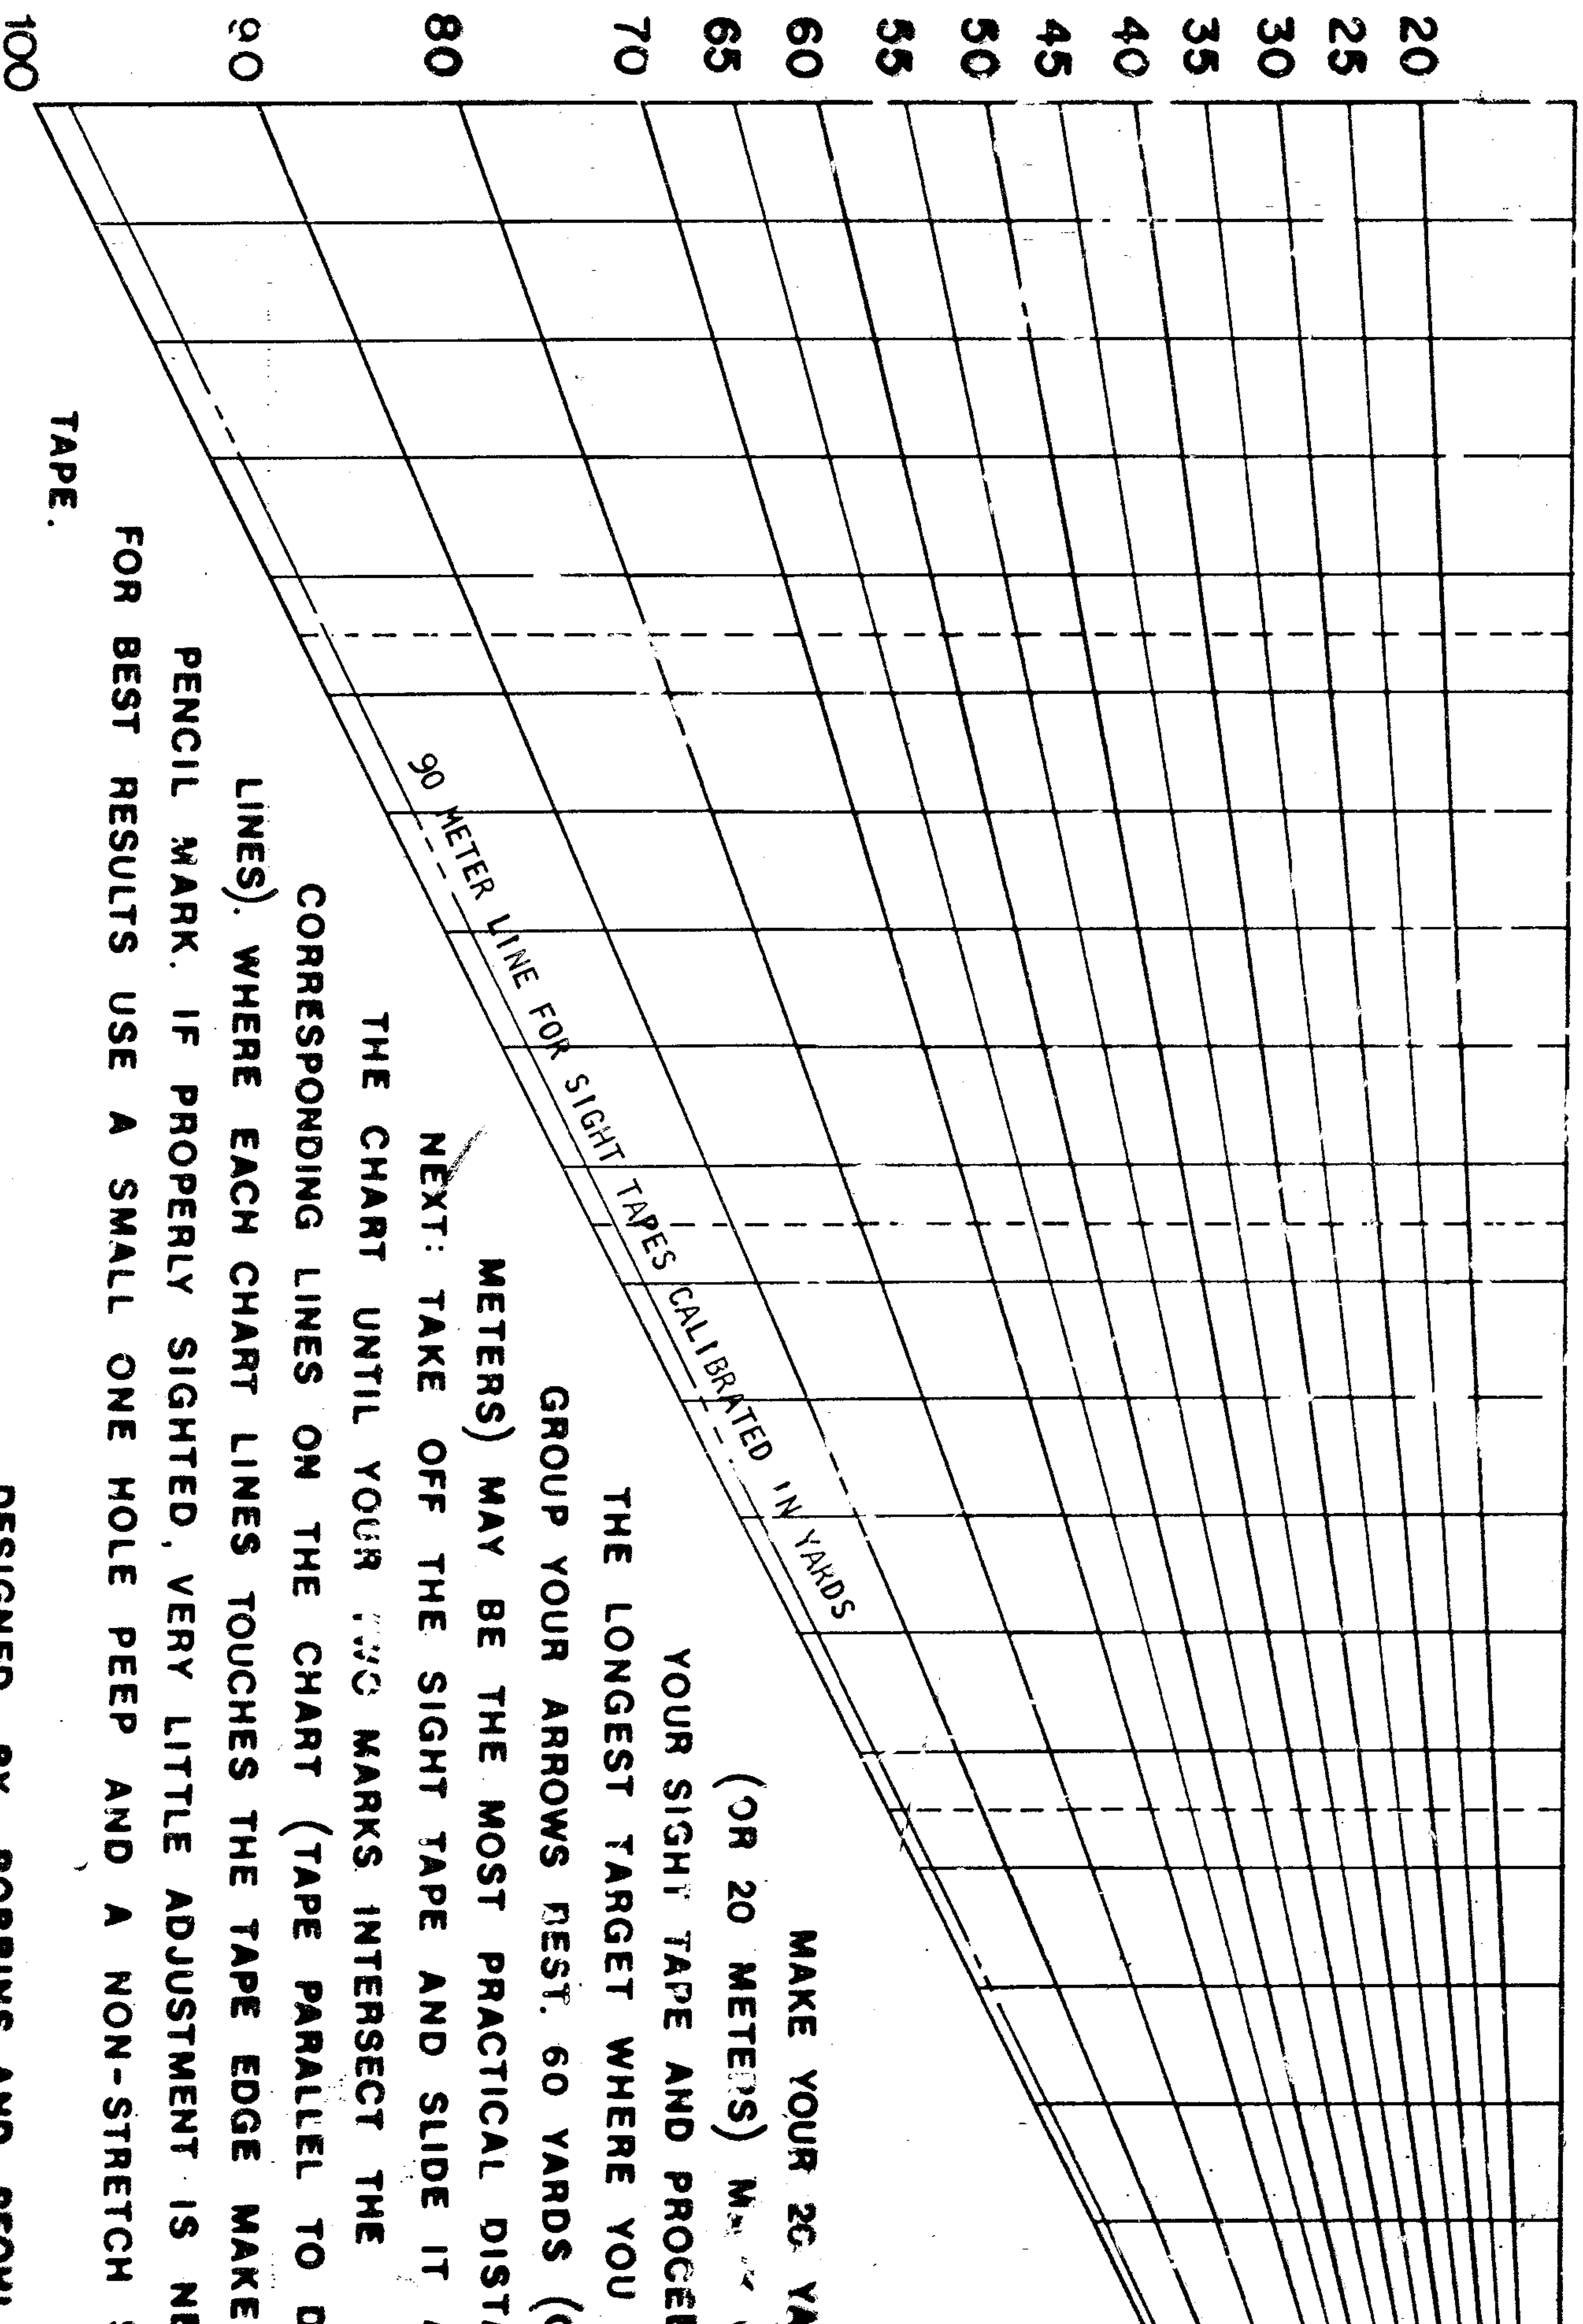 20
25
30
35
40
45
50
55
60
65
70
80
90
100
90 METER LINE FOR SIGHT TAPES CALIBRATED IN YARDS
MAKE YOUR 20
(OR 20 METERS)
YOUR SIGHT TAPE AND
THE LONGEST TARGET WHERE YOU
GROUP YOUR ARROWS BEST. 60 YARDS
METERS) MAY BE THE MOST PRACTICAL
NEXT: TAKE OFF THE SIGHT TAPE AND SLIDE IT
THE CHART UNTIL YOUR TWO MARKS INTERSECT THE
CORRESPONDING LINES ON THE CHART (TAPE PARALLEL TO
LINES). WHERE EACH CHART LINES TOUCHES THE TAPE EDGE MAKE
PENCIL MARK. IF PROPERLY SIGHTED, VERY LITTLE ADJUSTMENT IS
FOR BEST RESULTS USE A SMALL ONE HOLE PEEP AND A NON-STRETCH
TAPE.